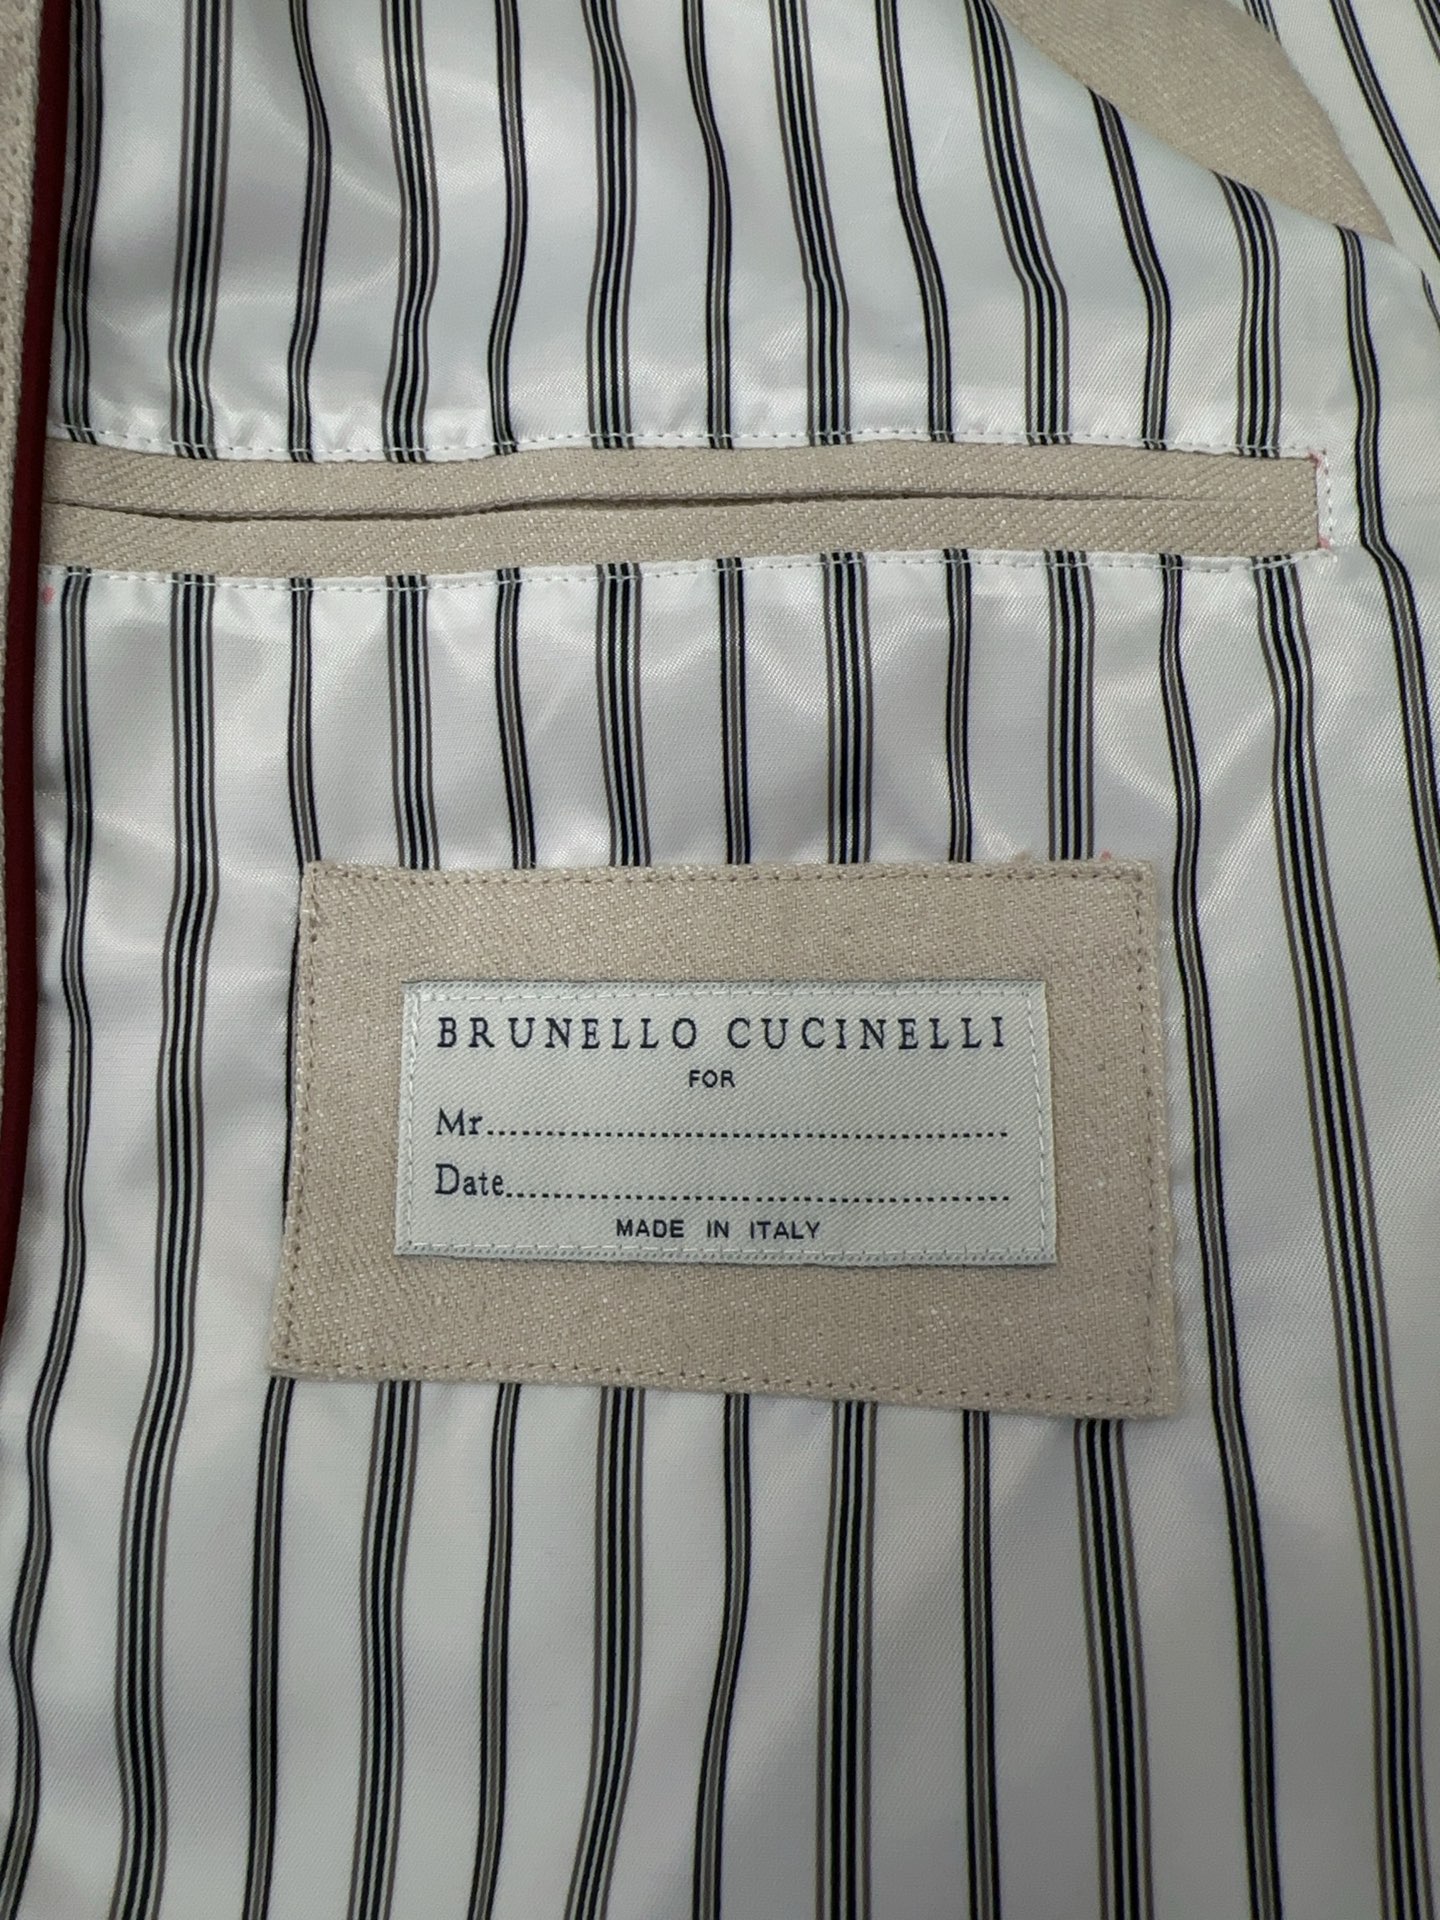 BRUNELLO CUCINELLI
FOR
Mr................................................
Date..............................................
MADE IN ITALY